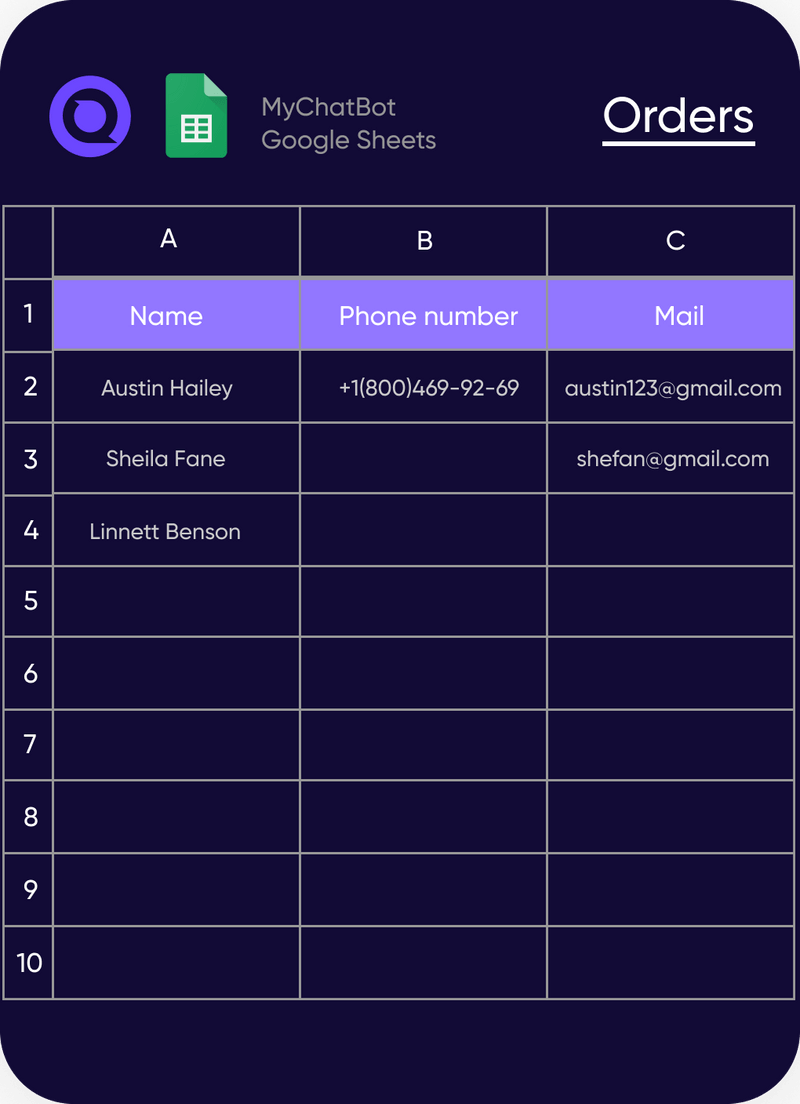 MyChatBot
Google Sheets
Orders
A B C
1 Name Phone number Mail
2 Austin Hailey +1(800)469-92-69 austin123@gmail.com
3 Sheila Fane shefan@gmail.com
4 Linnett Benson
5
6
7
8
9
10